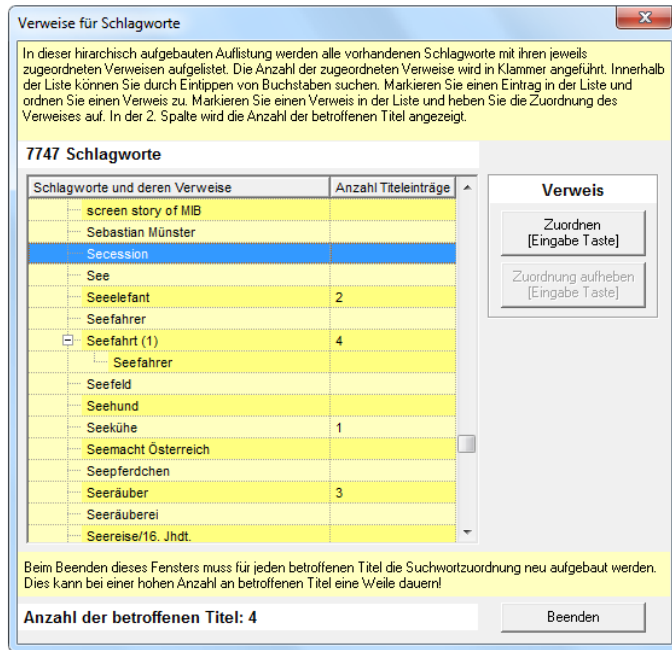 Verweise für Schlagworte
In dieser hirarchisch aufgebauten Auflistung werden alle vorhandenen Schlagworte mit ihren jeweils
zugeordneten Verweisen aufgelistet. Die Anzahl der zugeordneten Verweise wird in Klammer angeführt. Innerhalb
der Liste können Sie durch Eintippen von Buchstaben suchen. Markieren Sie einen Eintrag in der Liste und
ordnen Sie einen Verweis zu. Markieren Sie einen Verweis in der Liste und heben Sie die Zuordnung des
Verweises auf. In der 2. Spalte wird die Anzahl der betroffenen Titel angezeigt.
7747 Schlagworte
Schlagworte und deren Verweise Anzahl Titeleinträge
screen story of MIB
Sebastian Münster
Secession
See
Seeelefant 2
Seefahrer
Seefahrt (1) 4
Seefahrer
Seefeld
Seehund
Seekühe 1
Seemacht Österreich
Seepferdchen
Seeräuber 3
Seeräuberei
Seereise/16. Jhdt.
Verweis
Zuordnen
[Eingabe Taste]
Zuordnung aufheben
[Eingabe Taste]
Beim Beenden dieses Fensters muss für jeden betroffenen Titel die Suchwortzuordnung neu aufgebaut werden.
Dies kann bei einer hohen Anzahl an betroffenen Titel eine Weile dauern!
Anzahl der betroffenen Titel: 4
Beenden